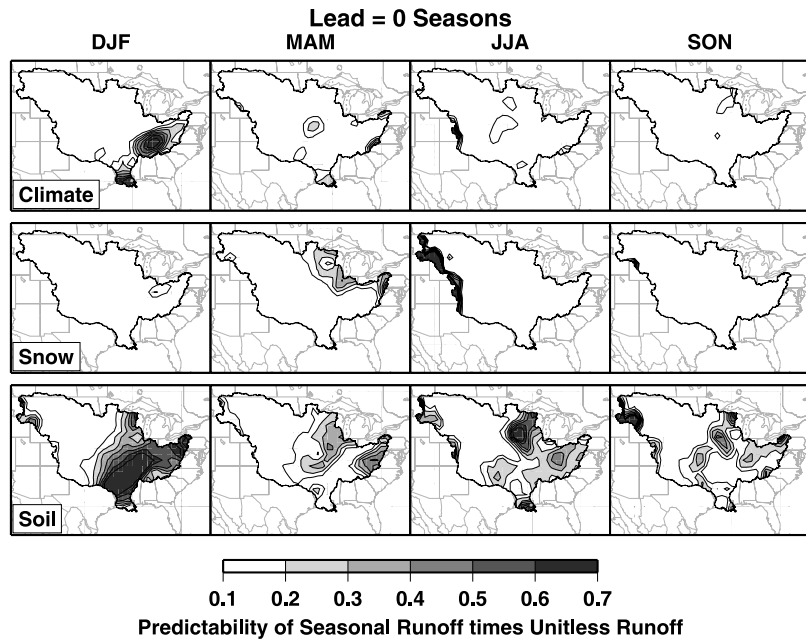 Lead = 0 Seasons
DJF MAM JJA SON
Climate
Snow
Soil
0.1 0.2 0.3 0.4 0.5 0.6 0.7
Predictability of Seasonal Runoff times Unitless Runoff